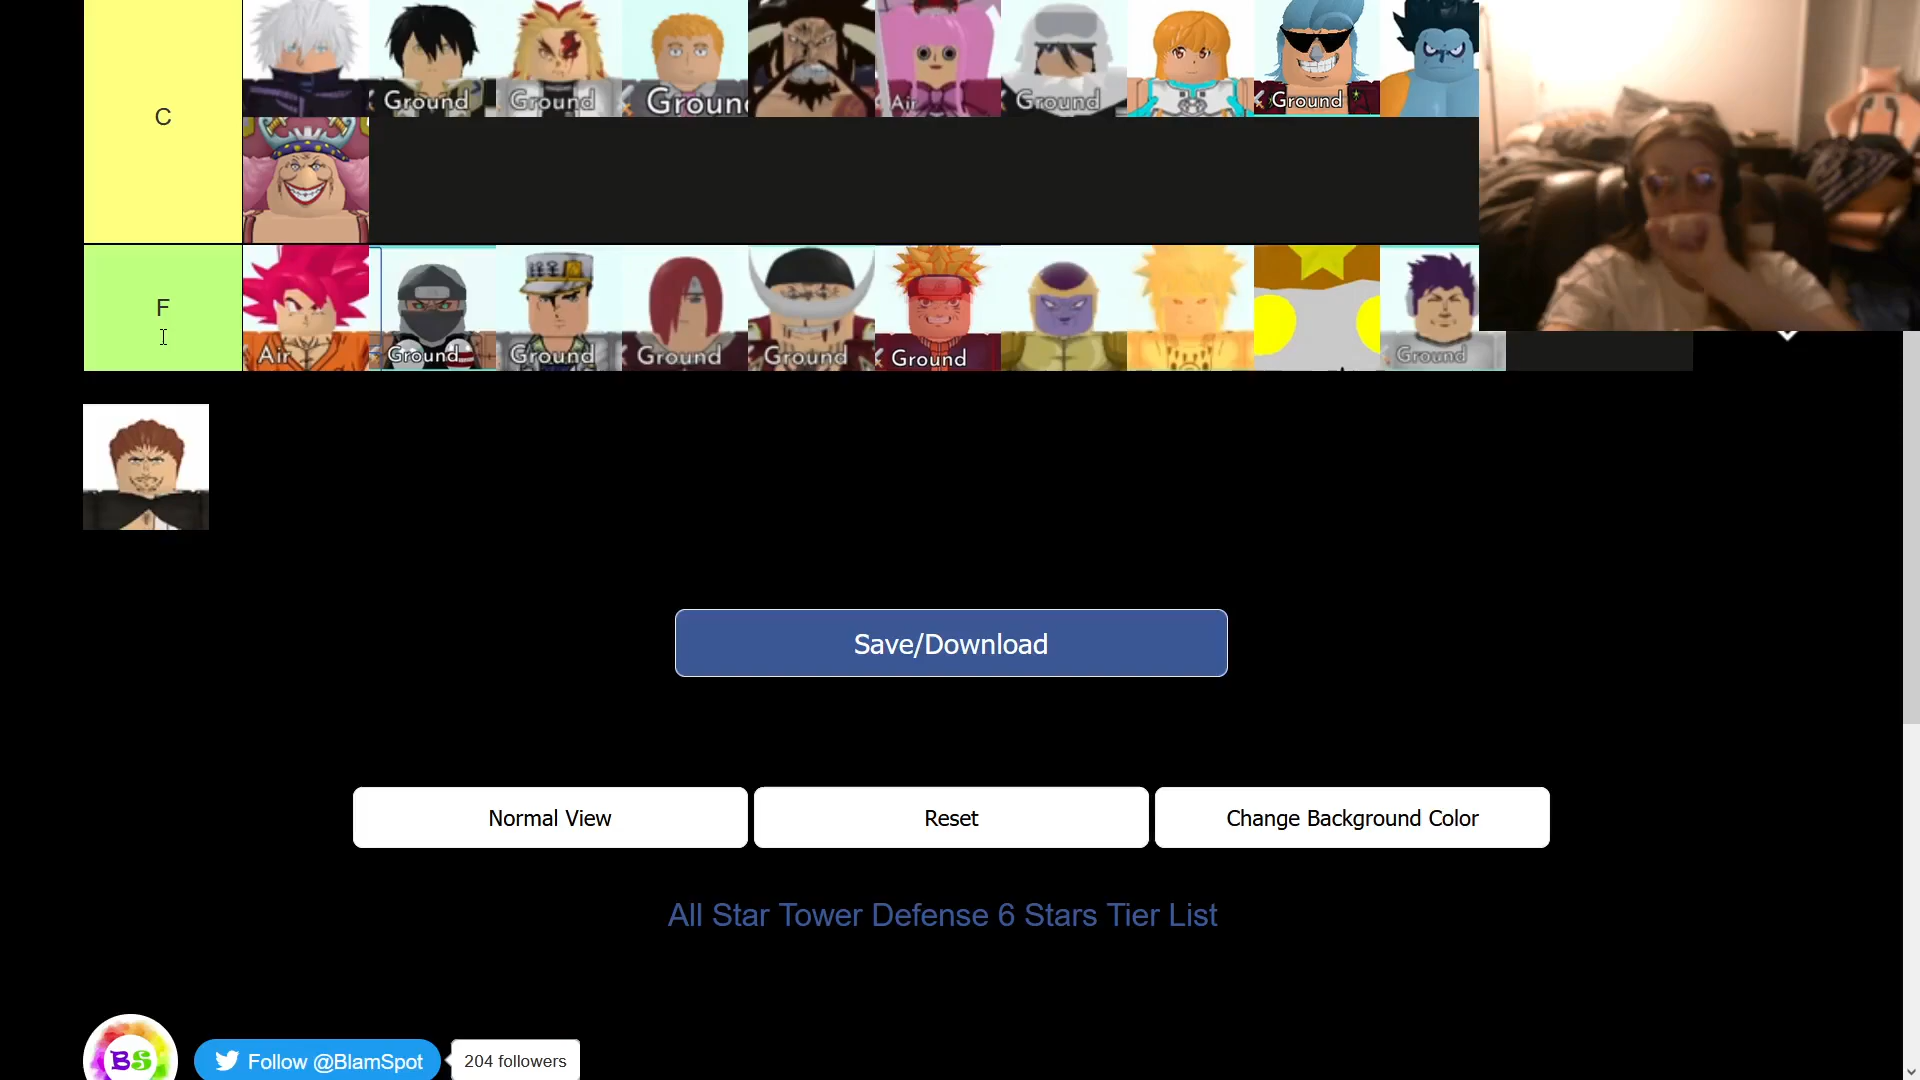 C
Ground
Ground
Ground
Air
Ground
Ground
F
Air
Ground
Ground
Ground
Ground
Ground
Ground
Save/Download
Normal View
Reset
Change Background Color
All Star Tower Defense 6 Stars Tier List
BS
Follow @BlamSpot
204 followers